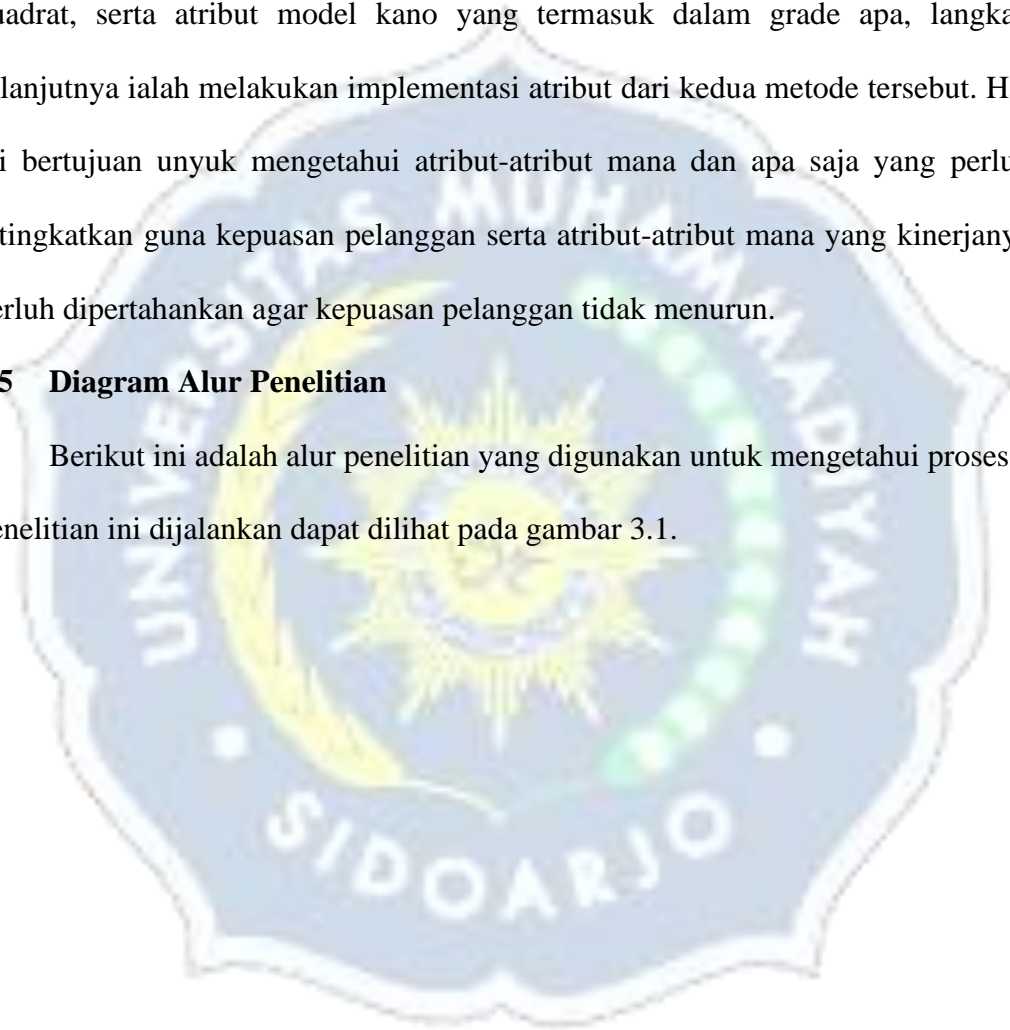 uadrat, serta atribut model kano yang termasuk dalam grade apa, langka
lanjutnya ialah melakukan implementasi atribut dari kedua metode tersebut. H
i bertujuan unyuk mengetahui atribut-atribut mana dan apa saja yang perlu
tingkatkan guna kepuasan pelanggan serta atribut-atribut mana yang kinerjany
erluh dipertahankan agar kepuasan pelanggan tidak menurun.
5 Diagram Alur Penelitian
Berikut ini adalah alur penelitian yang digunakan untuk mengetahui proses
enelitian ini dijalankan dapat dilihat pada gambar 3.1.
UNIVERSITAS MUHAMMADIYAH
SIDOARJO